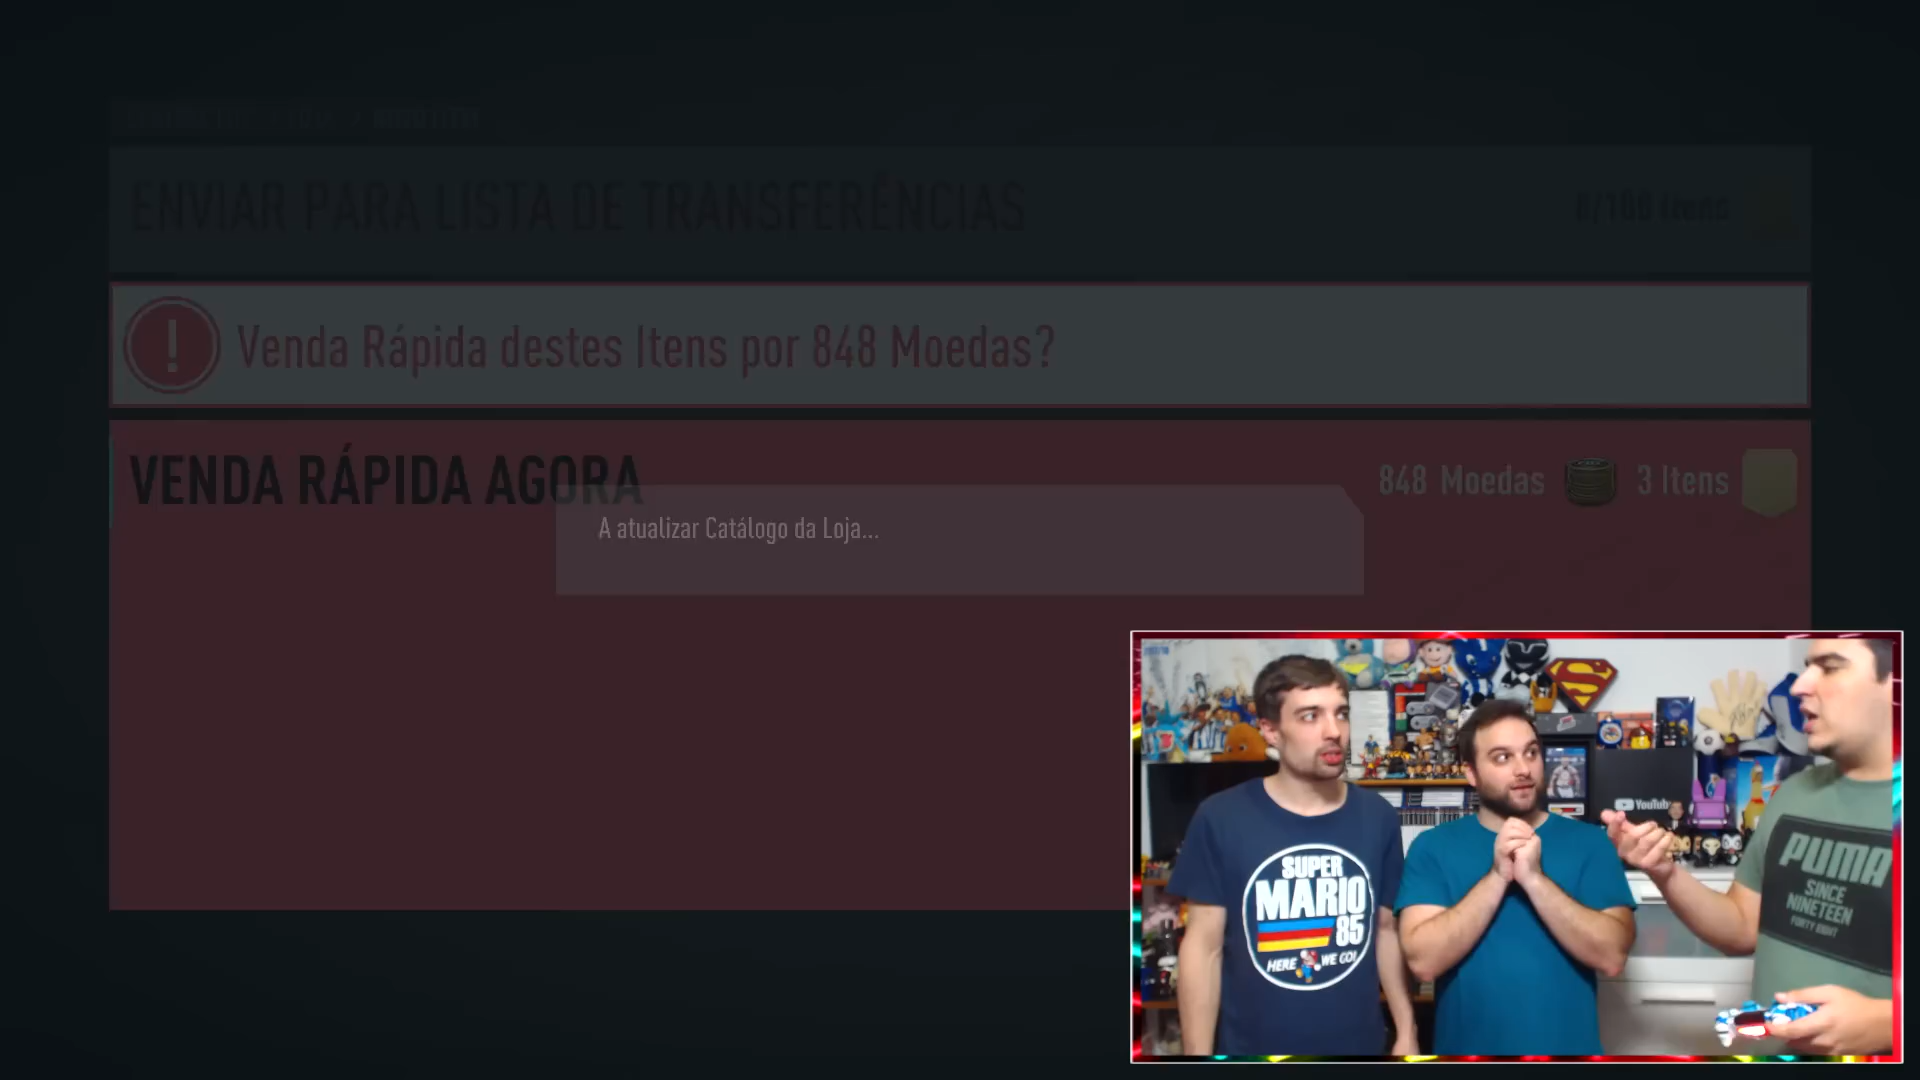 ENVIAR PARA LISTA DE TRANSFERÊNCIAS
Venda Rápida destes Itens por 848 Moedas?
VENDA RÁPIDA AGORA
848 Moedas
3 Itens
A atualizar Catálogo da Loja...
YouTube
SUPER
MARIO
85
HERE WE GO!
PUMA
SINCE
NINETEEN
FORTY EIGHT